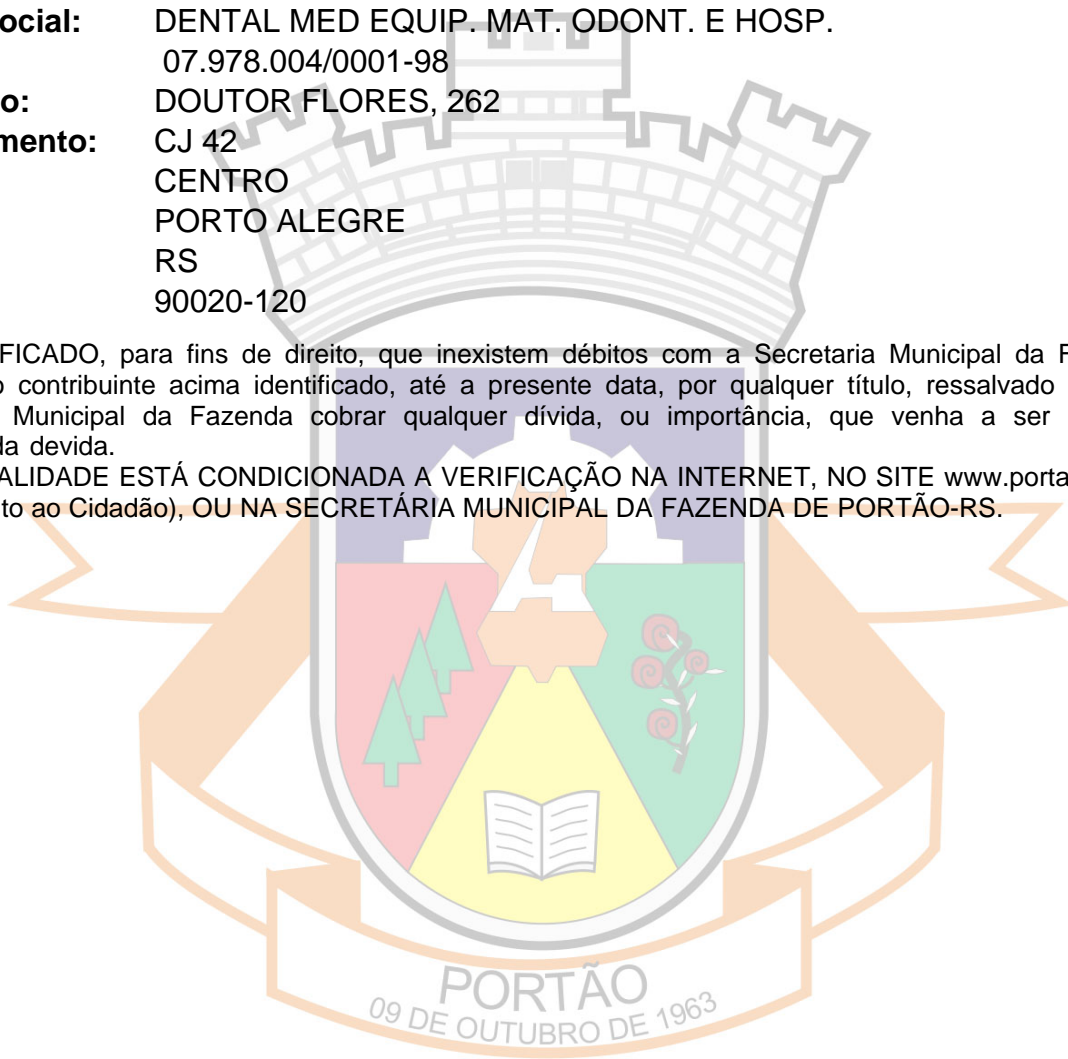 ocial: DENTAL MED EQUIP. MAT. ODONT. E HOSP.
07.978.004/0001-98
o: DOUTOR FLORES, 262
mento: CJ 42
CENTRO
PORTO ALEGRE
RS
90020-120
FICADO, para fins de direito, que inexistem débitos com a Secretaria Municipal da F
o contribuinte acima identificado, até a presente data, por qualquer título, ressalvado
Municipal da Fazenda cobrar qualquer dívida, ou importância, que venha a ser
da devida.
ALIDADE ESTÁ CONDICIONADA A VERIFICAÇÃO NA INTERNET, NO SITE www.porta
to ao Cidadão), OU NA SECRETÁRIA MUNICIPAL DA FAZENDA DE PORTÃO-RS.
PORTÃO
09 DE OUTUBRO DE 1963